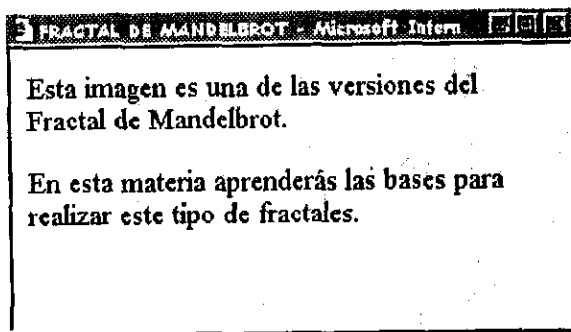 FRACTAL DE MANDELBROT - Microsoft Intern
Esta imagen es una de las versiones del
Fractal de Mandelbrot.
En esta materia aprenderás las bases para
realizar este tipo de fractales.